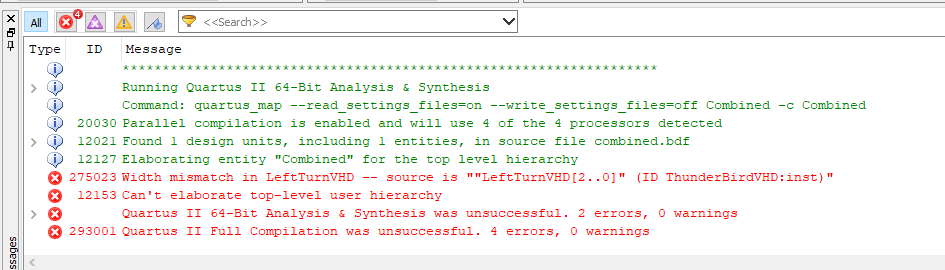 All 4 <<Search>>
Type ID Message
********************************************************************
Running Quartus II 64-Bit Analysis & Synthesis
Command: quartus_map --read_settings_files=on --write_settings_files=off Combined -c Combined
20030 Parallel compilation is enabled and will use 4 of the 4 processors detected
12021 Found 1 design units, including 1 entities, in source file combined.bdf
12127 Elaborating entity "Combined" for the top level hierarchy
275023 Width mismatch in LeftTurnVHD -- source is ""LeftTurnVHD[2..0]" (ID ThunderBirdVHD:inst)"
12153 Can't elaborate top-level user hierarchy
Quartus II 64-Bit Analysis & Synthesis was unsuccessful. 2 errors, 0 warnings
293001 Quartus II Full Compilation was unsuccessful. 4 errors, 0 warnings
ssages